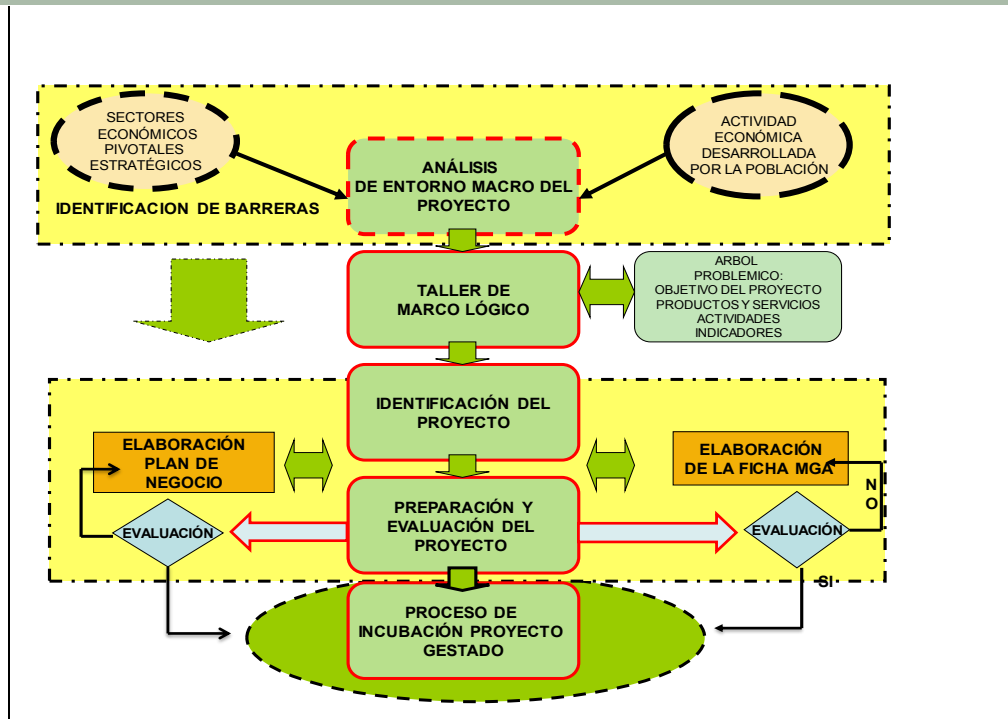 SECTORES
ECONÓMICOS
PIVOTALES
ESTRATÉGICOS
ACTIVIDAD
ECONÓMICA
DESARROLLADA
POR LA POBLACIÓN
ANÁLISIS
DE ENTORNO MACRO DEL
PROYECTO
IDENTIFICACION DE BARRERAS
TALLER DE
MARCO LÓGICO
ARBOL
PROBLEMICO:
OBJETIVO DEL PROYECTO
PRODUCTOS Y SERVICIOS
ACTIVIDADES
INDICADORES
IDENTIFICACIÓN DEL
PROYECTO
ELABORACIÓN
PLAN DE
NEGOCIO
ELABORACIÓN
DE LA FICHA MGA
N
O
PREPARACIÓN Y
EVALUACIÓN DEL
PROYECTO
EVALUACIÓN
EVALUACIÓN
SI
PROCESO DE
INCUBACIÓN PROYECTO
GESTADO